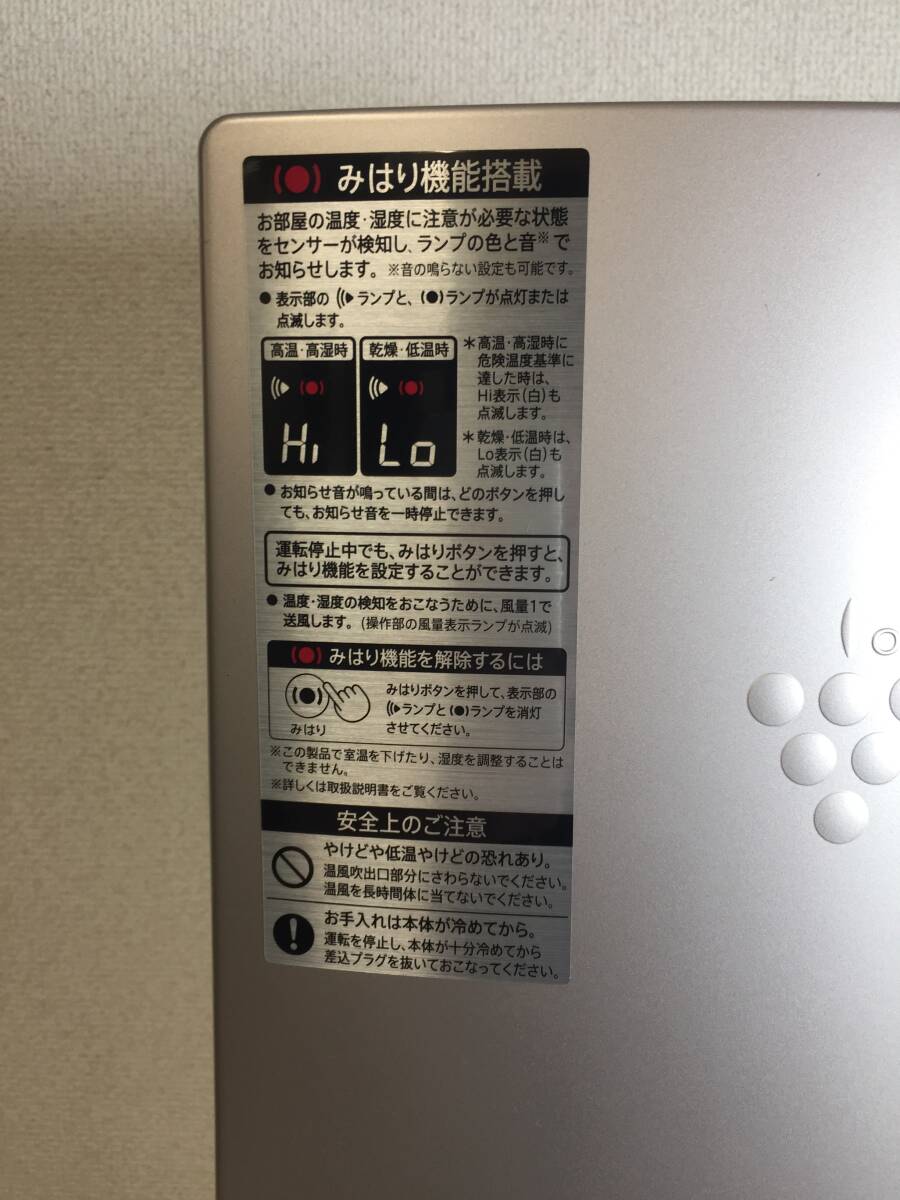 みはり機能搭載
お部屋の温度・湿度に注意が必要な状態
をセンサーが検知し、ランプの色と音※で
お知らせします。※音の鳴らない設定も可能です。
● 表示部の ランプと、(●)ランプが点灯または
点滅します。
高温・高湿時
Hi
乾燥・低温時
Lo
＊高温・高湿時に
危険温度基準に
達した時は、
Hi表示(白)も
点滅します。
＊乾燥・低温時は、
Lo表示(白)も
点滅します。
● お知らせ音が鳴っている間は、どのボタンを押し
ても、お知らせ音を一時停止できます。
運転停止中でも、みはりボタンを押すと、
みはり機能を設定することができます。
● 温度・湿度の検知をおこなうために、風量1で
送風します。(操作部の風量表示ランプが点滅)
みはり機能を解除するには
みはり
みはりボタンを押して、表示部の
ランプと(●)ランプを消灯
させてください。
※この製品で室温を下げたり、湿度を調整することは
できません。
※詳しくは取扱説明書をご覧ください。
安全上のご注意
やけどや低温やけどの恐れあり。
温風吹出口部分にさわらないでください。
温風を長時間体に当てないでください。
お手入れは本体が冷めてから。
運転を停止し、本体が十分冷めてから
差込プラグを抜いておこなってください。